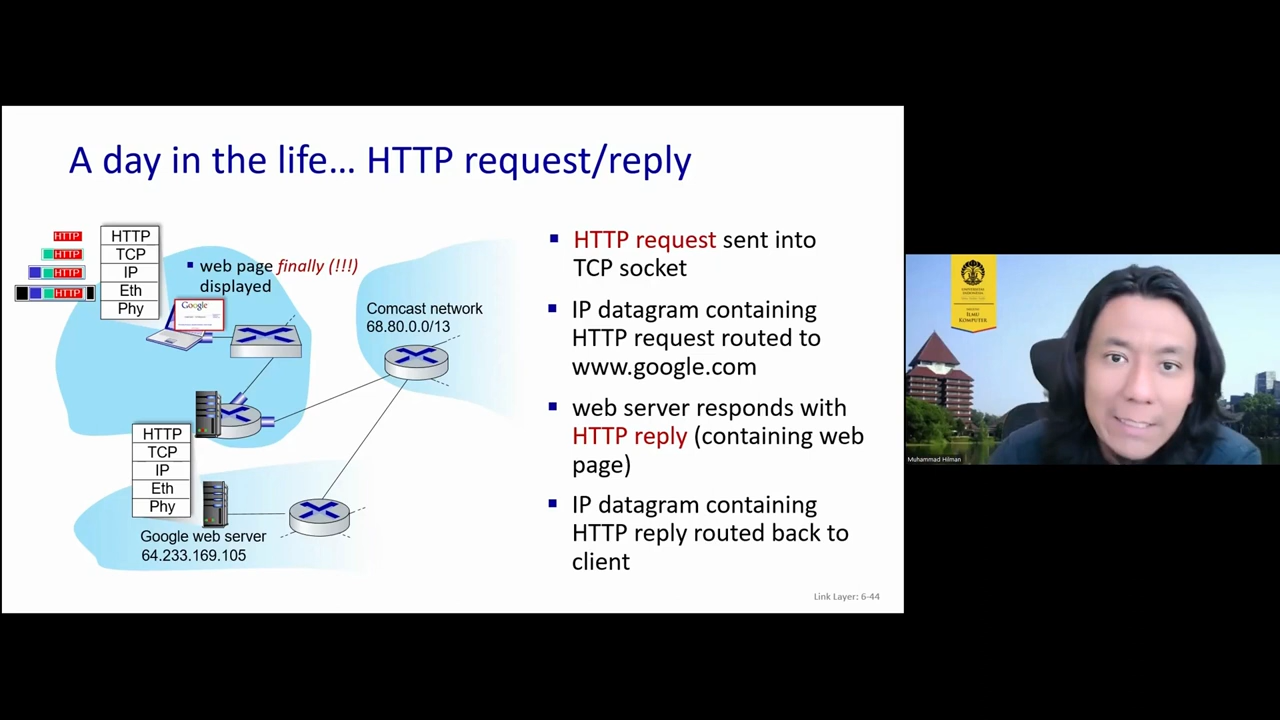 A day in the life... HTTP request/reply
HTTP
HTTP
HTTP
HTTP
HTTP
TCP
IP
Eth
Phy
▪ web page finally (!!!)
displayed
Google
Comcast network
68.80.0.0/13
HTTP
TCP
IP
Eth
Phy
Google web server
64.233.169.105
▪ HTTP request sent into
TCP socket
▪ IP datagram containing
HTTP request routed to
www.google.com
▪ web server responds with
HTTP reply (containing web
page)
▪ IP datagram containing
HTTP reply routed back to
client
Link Layer: 6-44
UNIVERSITAS
INDONESIA
ILMU
KOMPUTER
Muhammad Hilman